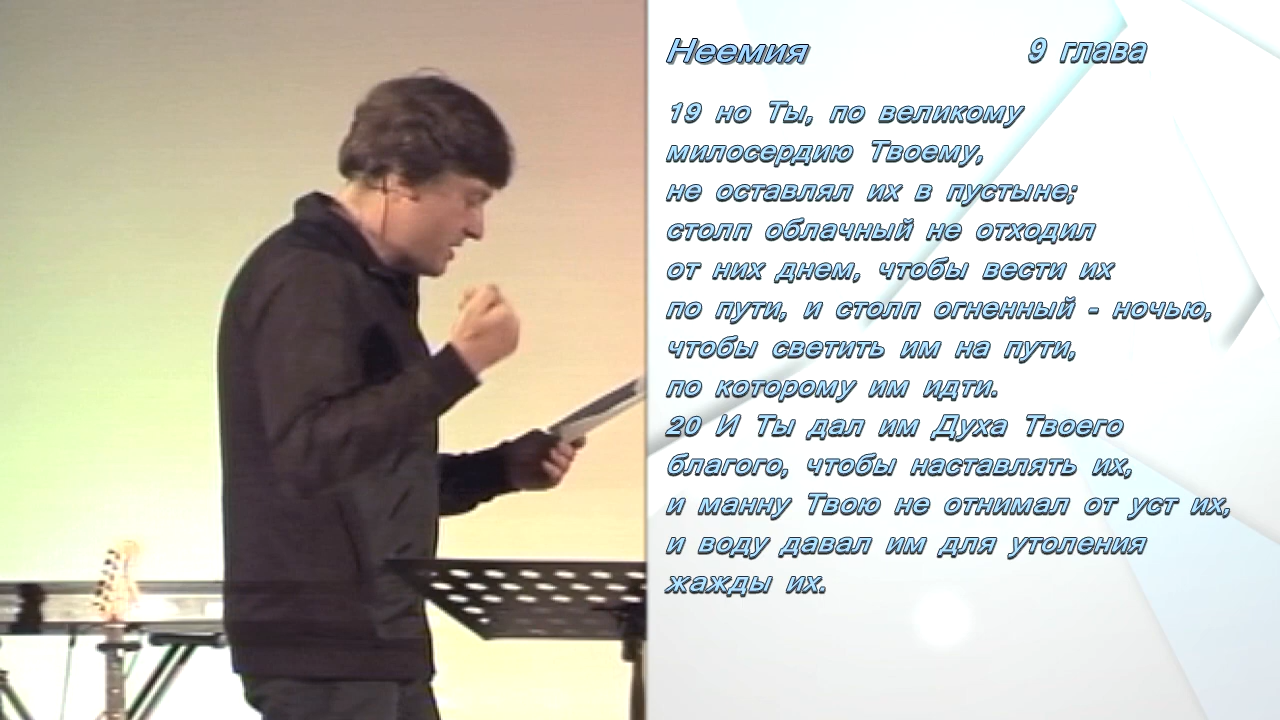 Неемия 9 глава
19 но Ты, по великому
милосердию Твоему,
не оставлял их в пустыне;
столп облачный не отходил
от них днем, чтобы вести их
по пути, и столп огненный - ночью,
чтобы светить им на пути,
по которому им идти.
20 И Ты дал им Духа Твоего
благого, чтобы наставлять их,
и манну Твою не отнимал от уст их,
и воду давал им для утоления
жажды их.